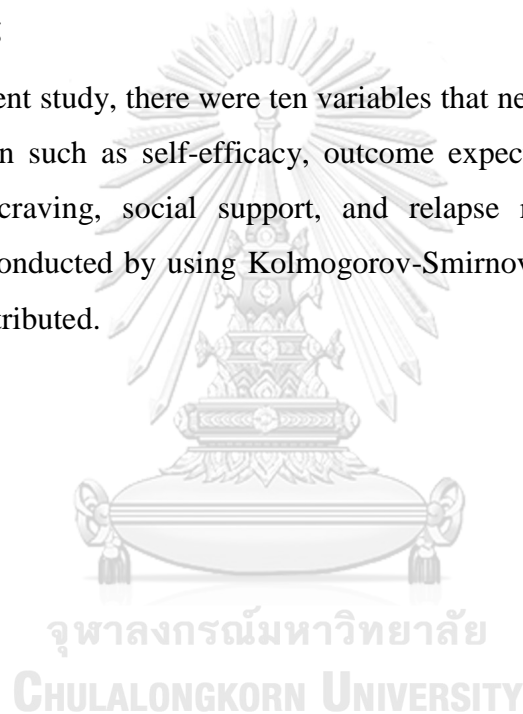 ent study, there were ten variables that ne
n such as self-efficacy, outcome expec
craving, social support, and relapse r
onducted by using Kolmogorov-Smirnov
tributed.
จุฬาลงกรณ์มหาวิทยาลัย
CHULALONGKORN UNIVERSITY